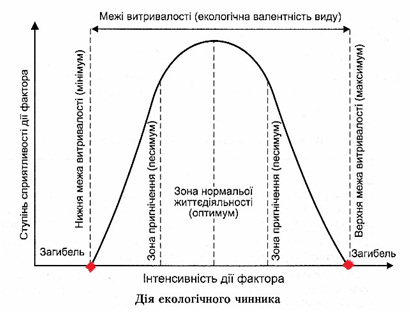 Межі витривалості (екологічна валентність виду)
Ступінь сприятливості дії фактора
Нижня межа витривалості (мінімум)
Зона пригнічення (песимум)
Зона нормальної
життєдіяльності
(оптимум)
Зона пригнічення (песимум)
Верхня межа витривалості (максимум)
Загибель
Загибель
Інтенсивність дії фактора
Дія екологічного чинника